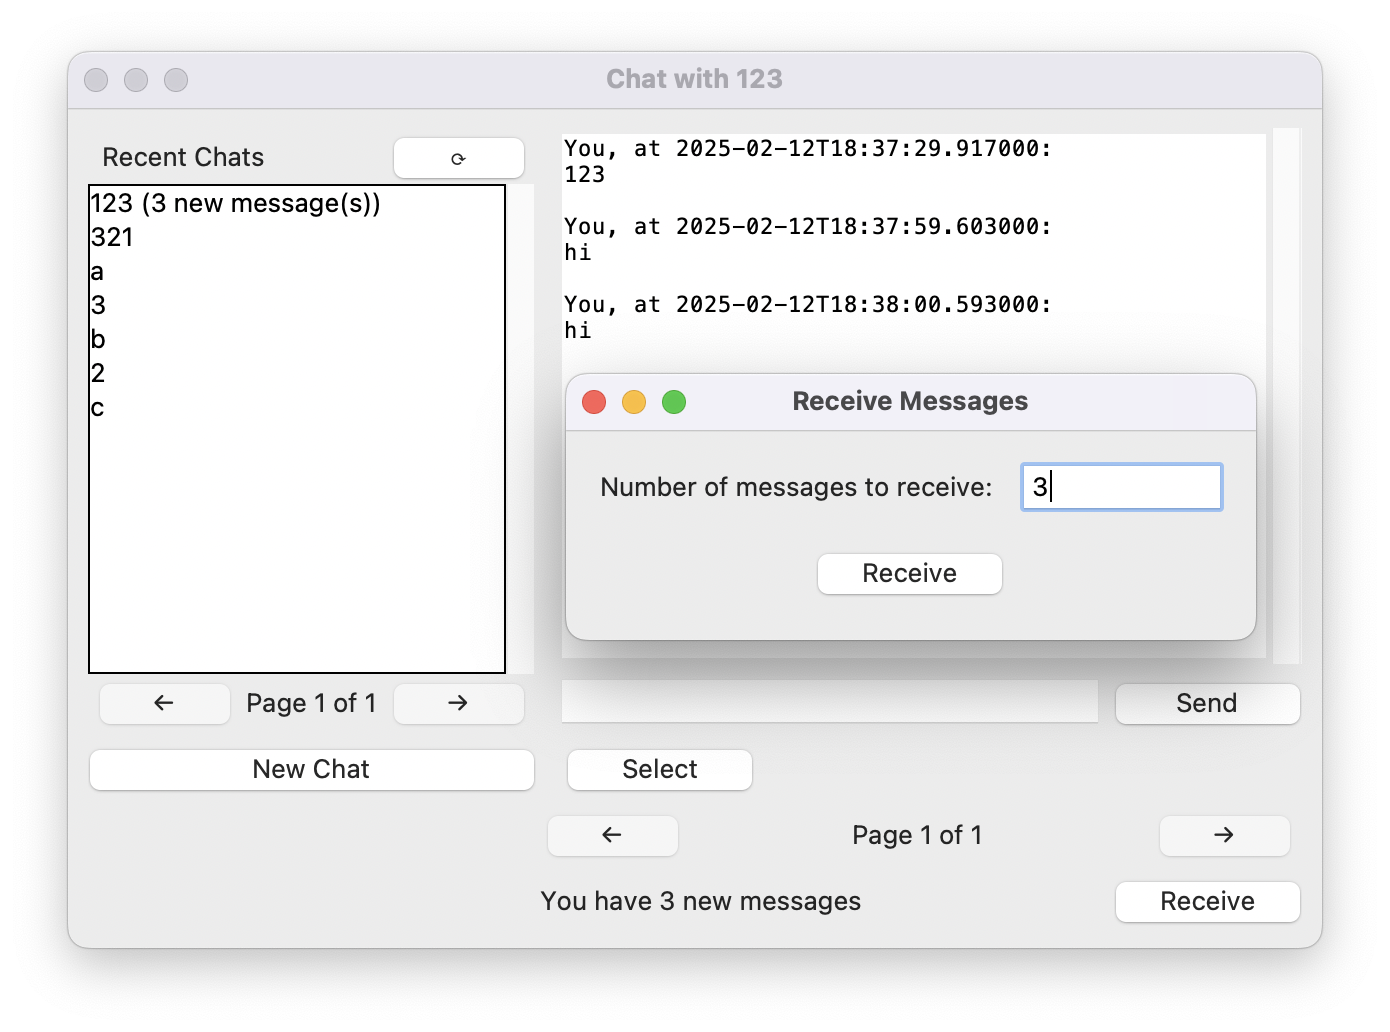 Chat with 123
Recent Chats
⟳
123 (3 new message(s))
321
a
3
b
2
c
← Page 1 of 1 →
New Chat
You, at 2025-02-12T18:37:29.917000:
123
You, at 2025-02-12T18:37:59.603000:
hi
You, at 2025-02-12T18:38:00.593000:
hi
Receive Messages
Number of messages to receive: 3
Receive
Send
Select
← Page 1 of 1 →
You have 3 new messages
Receive